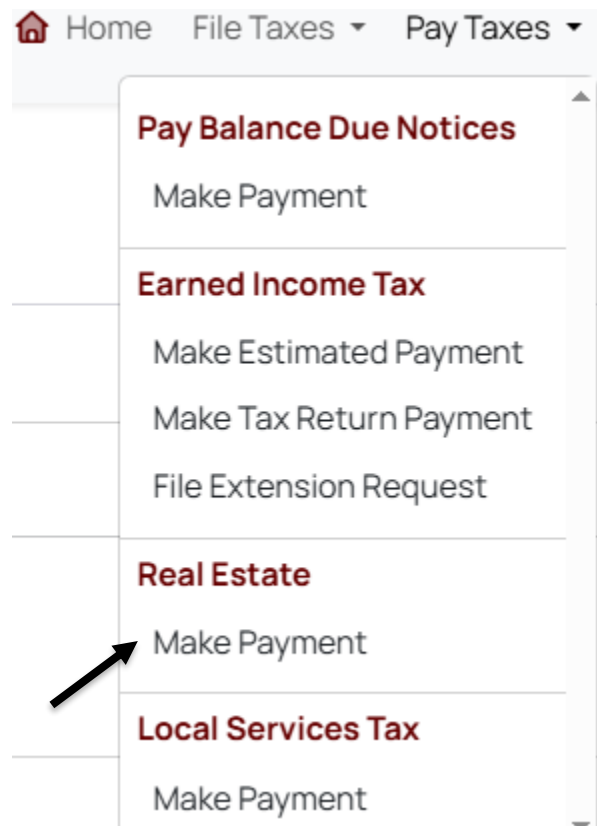 Home File Taxes Pay Taxes
Pay Balance Due Notices
Make Payment
Earned Income Tax
Make Estimated Payment
Make Tax Return Payment
File Extension Request
Real Estate
Make Payment
Local Services Tax
Make Payment